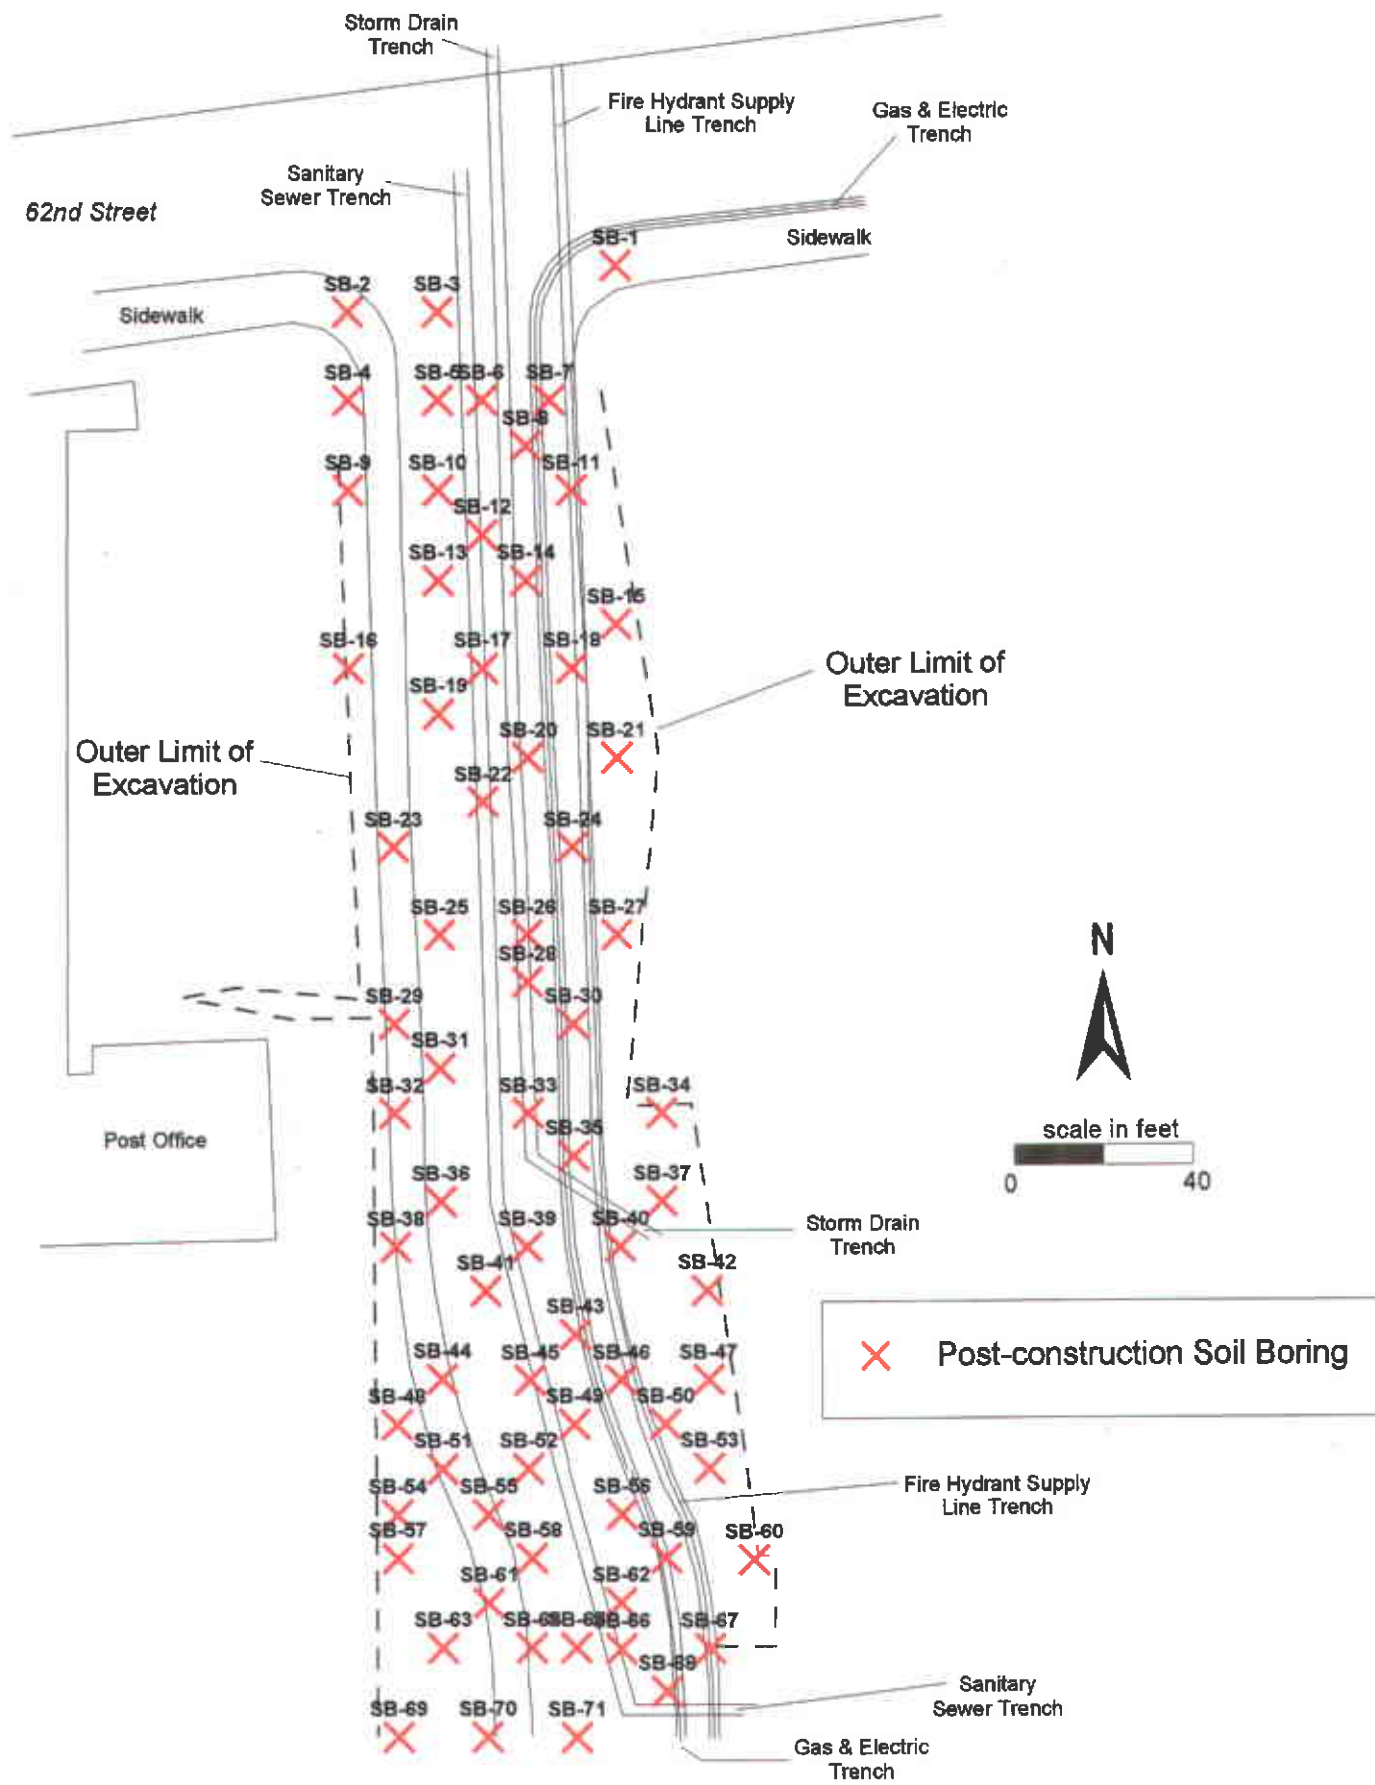 Storm Drain
Trench
Fire Hydrant Supply
Line Trench
Gas & Electric
Trench
Sanitary
Sewer Trench
62nd Street
SB-1
Sidewalk
SB-2
SB-3
Sidewalk
SB-4
SB-5
SB-6
SB-7
SB-8
SB-9
SB-10
SB-11
SB-12
SB-13
SB-14
SB-15
SB-16
SB-17
SB-18
Outer Limit of
Excavation
SB-19
SB-20
SB-21
Outer Limit of
Excavation
SB-22
SB-23
SB-24
SB-25
SB-26
SB-27
N
SB-28
SB-29
SB-30
SB-31
SB-32
SB-33
SB-34
scale in feet
0
40
Post Office
SB-35
SB-36
SB-37
SB-38
SB-39
SB-40
Storm Drain
Trench
SB-41
SB-42
SB-43
Post-construction Soil Boring
SB-44
SB-45
SB-46
SB-47
SB-48
SB-49
SB-50
SB-51
SB-52
SB-53
Fire Hydrant Supply
Line Trench
SB-54
SB-55
SB-56
SB-57
SB-58
SB-59
SB-60
SB-61
SB-62
SB-63
SB-66
SB-67
SB-68
Sanitary
Sewer Trench
SB-69
SB-70
SB-71
Gas & Electric
Trench